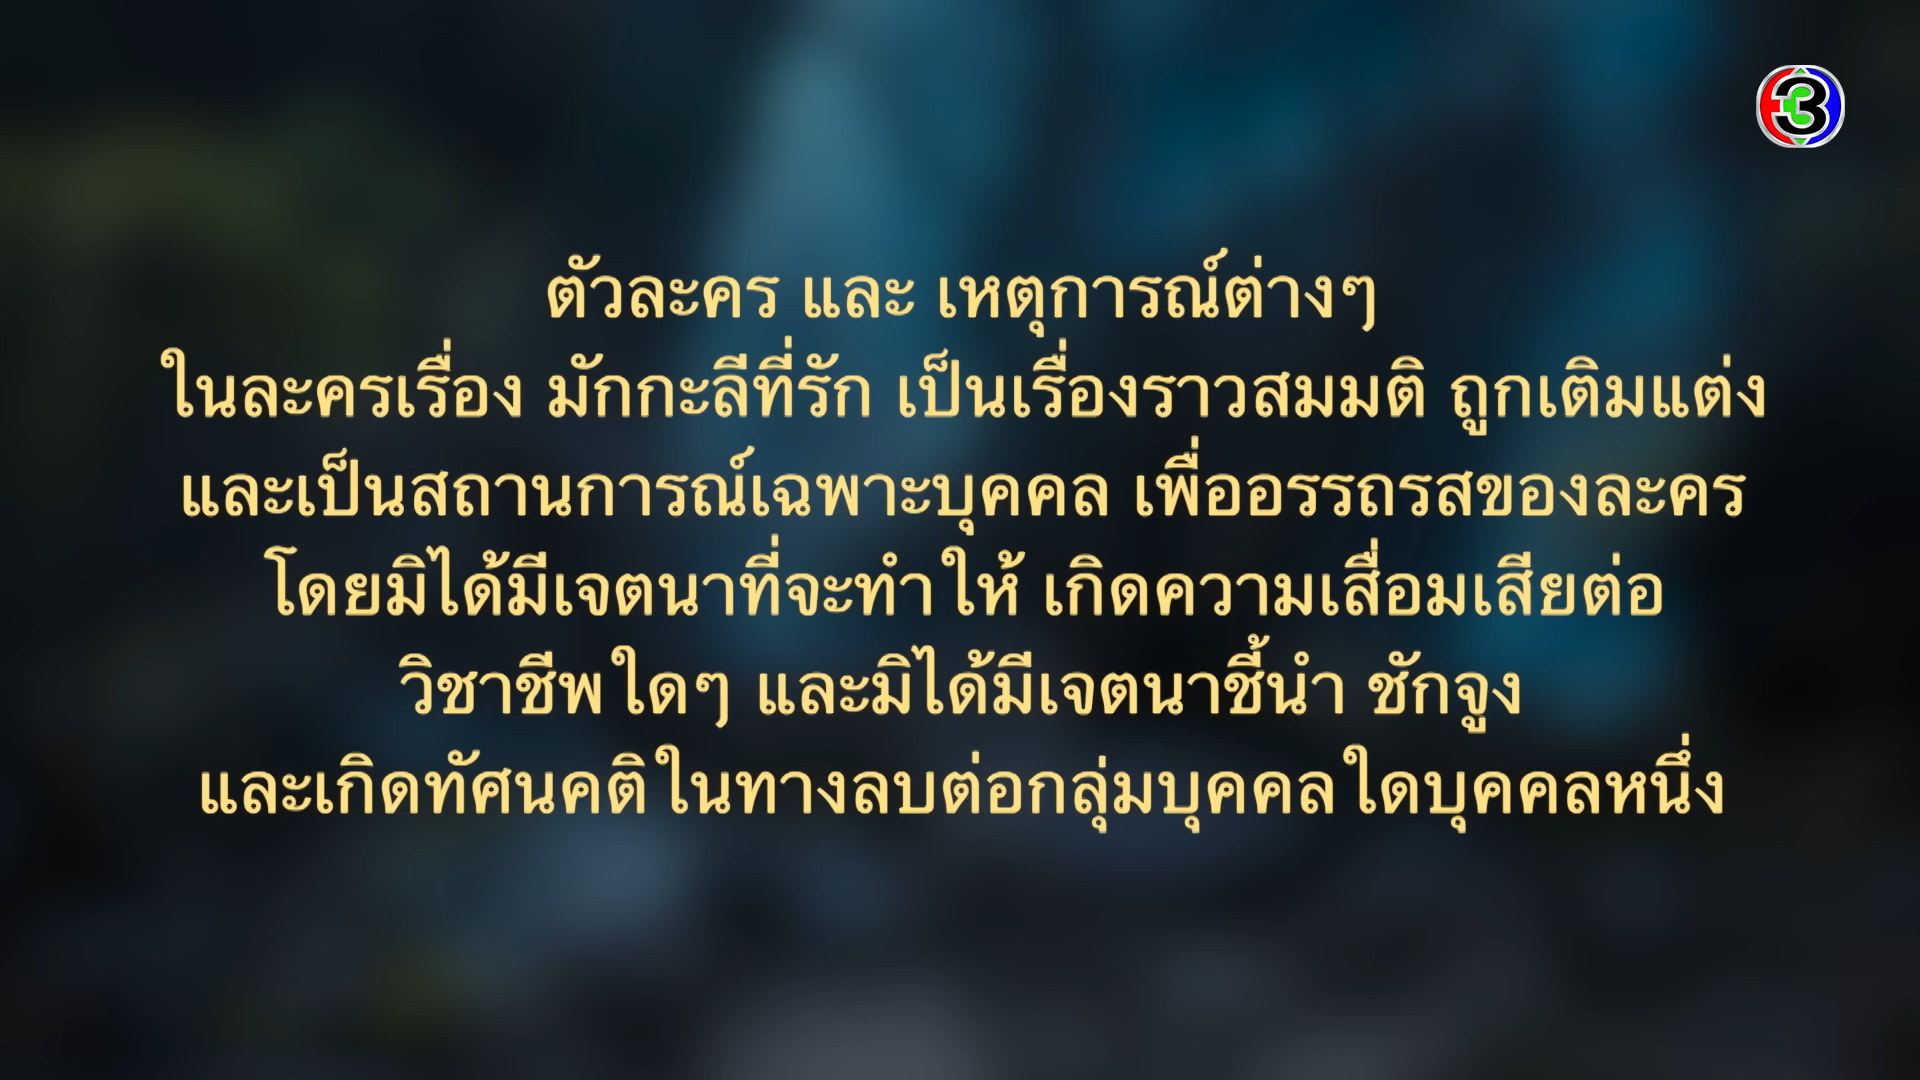 3
ตัวละคร และ เหตุการณ์ต่างๆ
ในละครเรื่อง มักกะลีที่รัก เป็นเรื่องราวสมมติ ถูกเติมแต่ง
และเป็นสถานการณ์เฉพาะบุคคล เพื่ออรรถรสของละคร
โดยมิได้มีเจตนาที่จะทำให้ เกิดความเสื่อมเสียต่อ
วิชาชีพใดๆ และมิได้มีเจตนาชี้นำ ชักจูง
และเกิดทัศนคติในทางลบต่อกลุ่มบุคคลใดบุคคลหนึ่ง